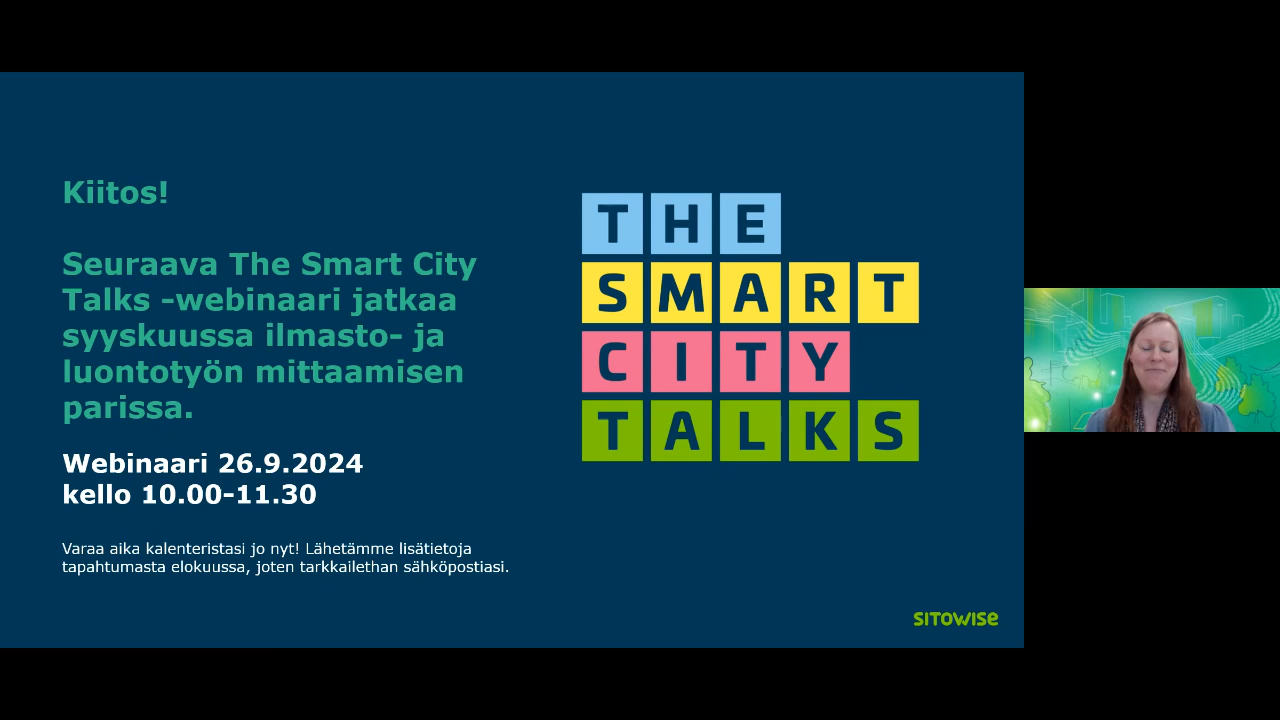 Kiitos!
Seuraava The Smart City
Talks -webinaari jatkaa
syyskuussa ilmasto- ja
luontotyön mittaamisen
parissa.
Webinaari 26.9.2024
kello 10.00-11.30
Varaa aika kalenteristasi jo nyt! Lähetämme lisätietoja
tapahtumasta elokuussa, joten tarkkailethan sähköpostiasi.
THE
SMART
CITY
TALKS
SITOWISE